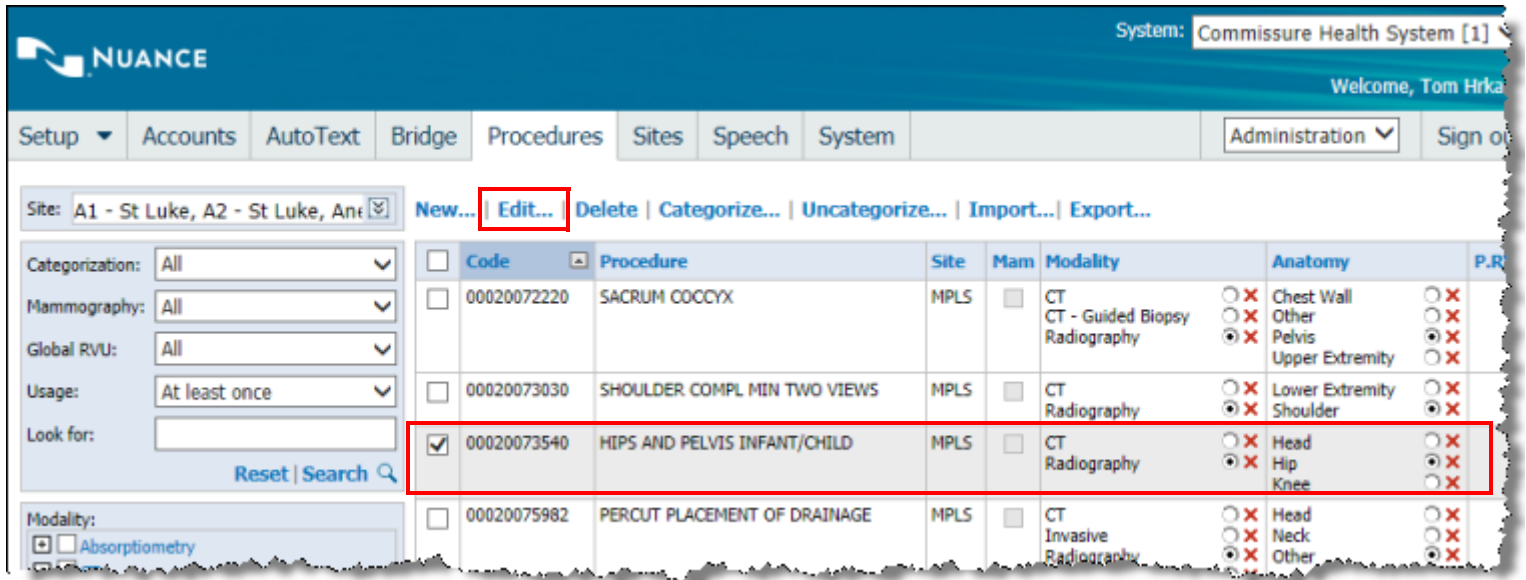 NUANCE
System: Commissure Health System [1]
Welcome, Tom Hrka
Setup Accounts AutoText Bridge Procedures Sites Speech System Administration Sign o
Site: A1 - St Luke, A2 - St Luke, Ane
New... | Edit... | Delete | Categorize... | Uncategorize... | Import...| Export...
Categorization: All
Mammography: All
Global RVU: All
Usage: At least once
Look for:
Reset | Search
Modality:
Absorptiometry
Code Procedure Site Mam Modality Anatomy P.R
00020072220 SACRUM COCCYX MPLS CT Chest Wall
CT - Guided Biopsy Other
Radiography Pelvis
Upper Extremity
00020073030 SHOULDER COMPL MIN TWO VIEWS MPLS CT Lower Extremity
Radiography Shoulder
00020073540 HIPS AND PELVIS INFANT/CHILD MPLS CT Head
Radiography Hip
Knee
00020075982 PERCUT PLACEMENT OF DRAINAGE MPLS CT Head
Invasive Neck
Radiography Other